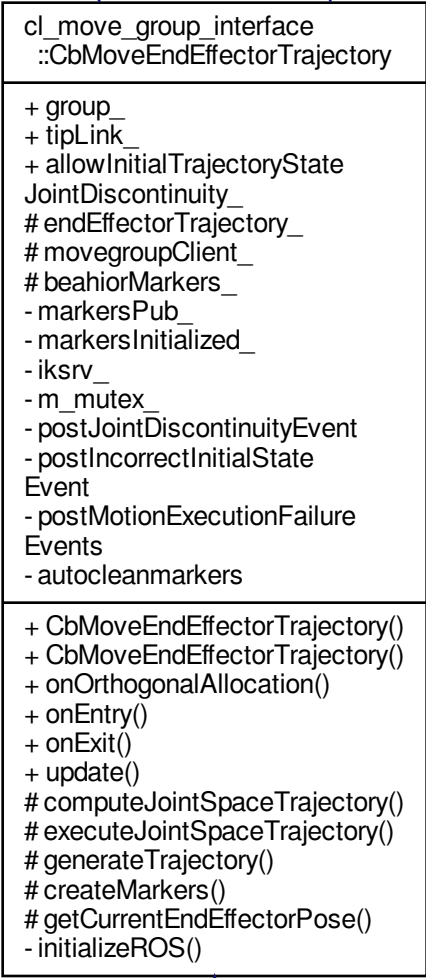 cl_move_group_interface
::CbMoveEndEffectorTrajectory
+ group_
+ tipLink_
+ allowInitialTrajectoryState
JointDiscontinuity_
# endEffectorTrajectory_
# movegroupClient_
# beahiorMarkers_
- markersPub_
- markersInitialized_
- iksrv_
- m_mutex_
- postJointDiscontinuityEvent
- postIncorrectInitialState
Event
- postMotionExecutionFailure
Events
- autocleanmarkers
+ CbMoveEndEffectorTrajectory()
+ CbMoveEndEffectorTrajectory()
+ onOrthogonalAllocation()
+ onEntry()
+ onExit()
+ update()
# computeJointSpaceTrajectory()
# executeJointSpaceTrajectory()
# generateTrajectory()
# createMarkers()
# getCurrentEndEffectorPose()
- initializeROS()